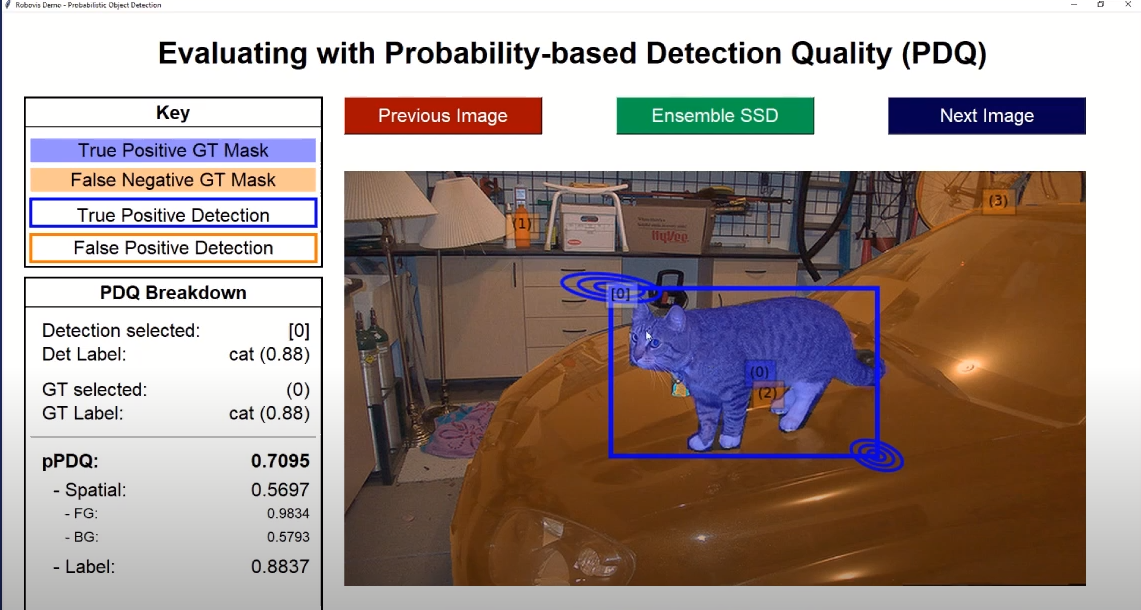 Robovis Demo - Probabilistic Object Detection
Evaluating with Probability-based Detection Quality (PDQ)
Key
True Positive GT Mask
False Negative GT Mask
True Positive Detection
False Positive Detection
PDQ Breakdown
Detection selected: [0]
Det Label: cat (0.88)
GT selected: (0)
GT Label: cat (0.88)
pPDQ: 0.7095
- Spatial: 0.5697
- FG: 0.9834
- BG: 0.5793
- Label: 0.8837
Previous Image
Ensemble SSD
Next Image
(1)
HyVee
(3)
[0]
(0)
(2)